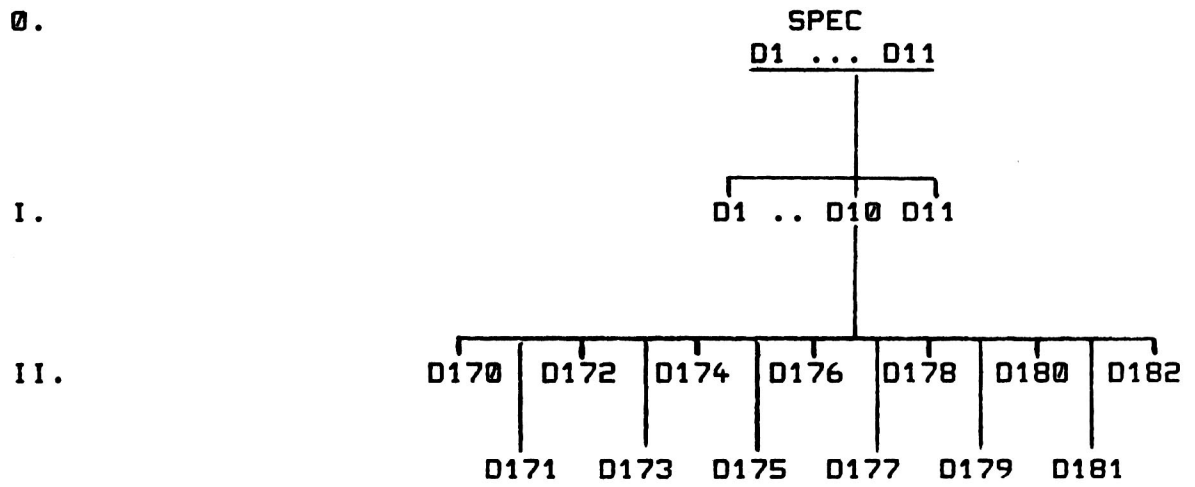 0. SPEC
D1 ... D11
I. D1 .. D10 D11
II. D170 D172 D174 D176 D178 D180 D182
D171 D173 D175 D177 D179 D181